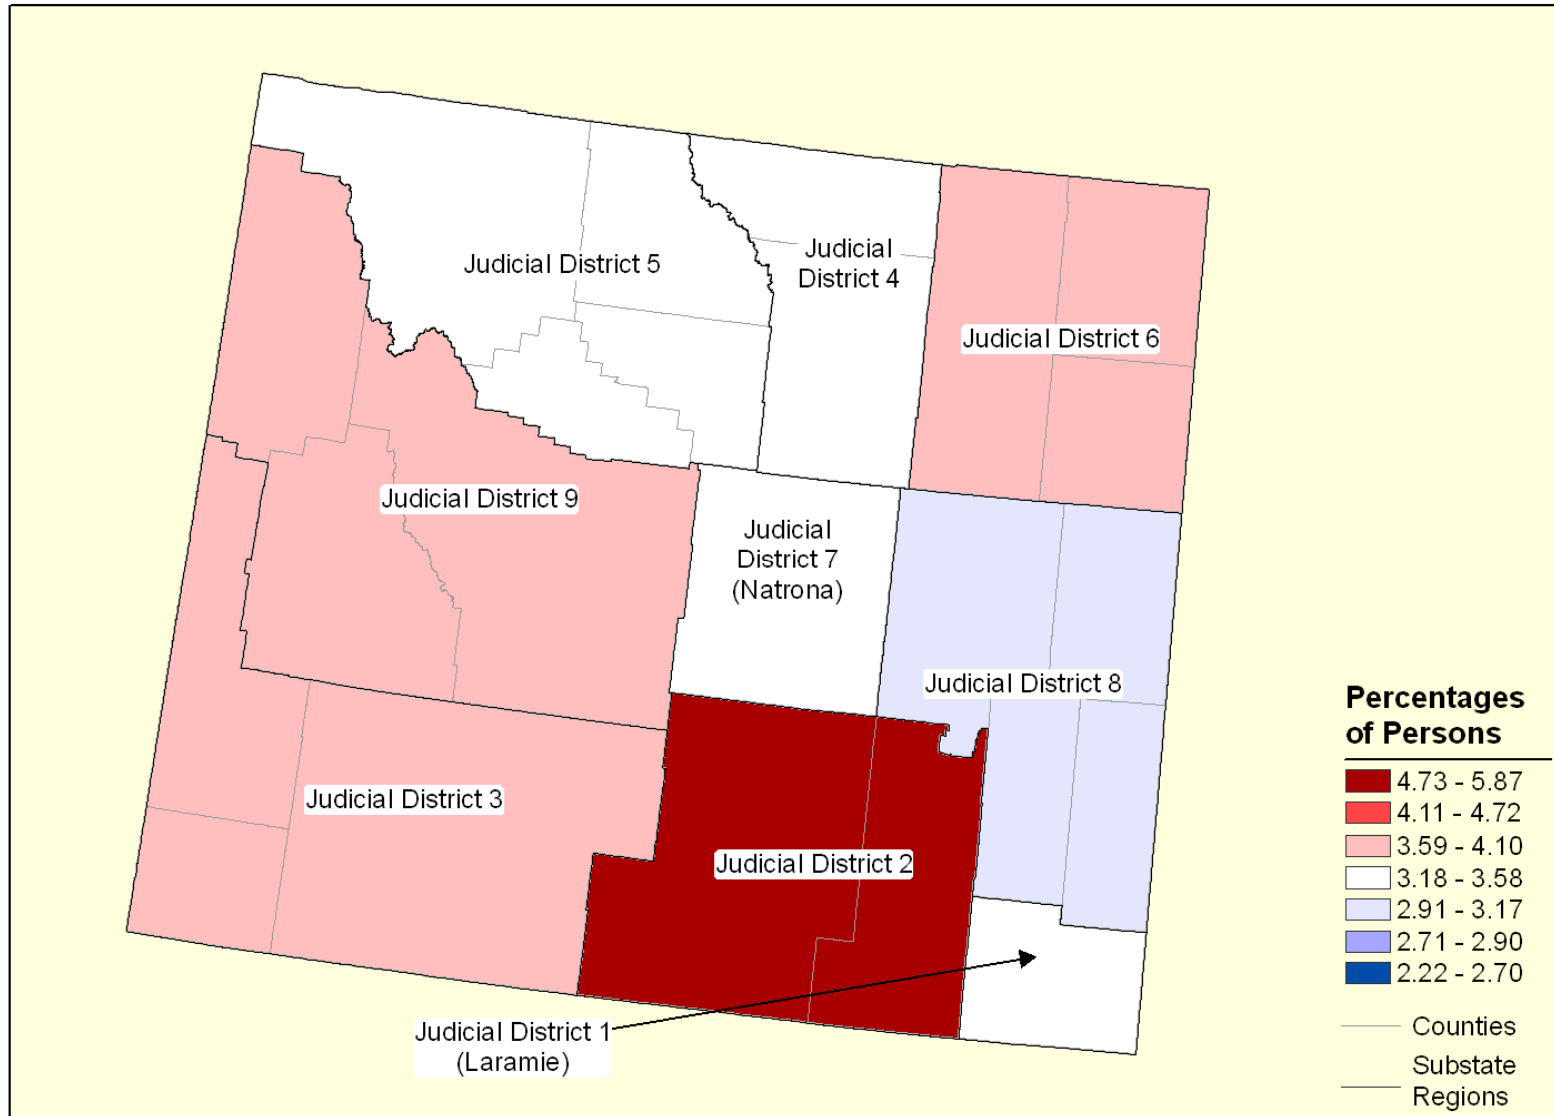 Judicial District 5
Judicial
District 4
Judicial District 6
Judicial District 9
Judicial
District 7
(Natrona)
Judicial District 8
Judicial District 3
Judicial District 2
Judicial District 1
(Laramie)
Percentages
of Persons
4.73 - 5.87
4.11 - 4.72
3.59 - 4.10
3.18 - 3.58
2.91 - 3.17
2.71 - 2.90
2.22 - 2.70
Counties
Substate
Regions